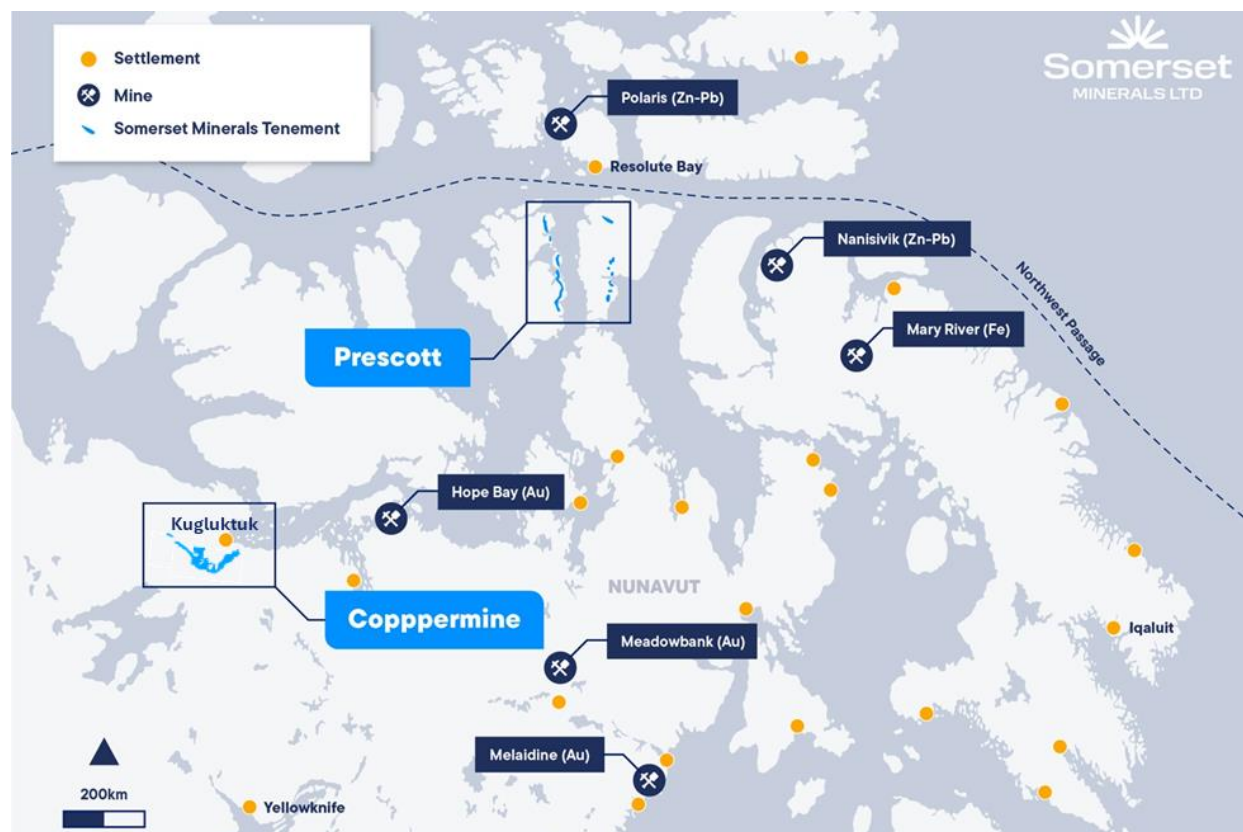 Settlement
Mine
Somerset Minerals Tenement
Somerset
MINERALS LTD
Polaris (Zn-Pb)
Resolute Bay
Nanisivik (Zn-Pb)
Northwest Passage
Mary River (Fe)
Prescott
Hope Bay (Au)
Kugluktuk
NUNAVUT
Copppermine
Iqaluit
Meadowbank (Au)
Melaidine (Au)
200km
Yellowknife